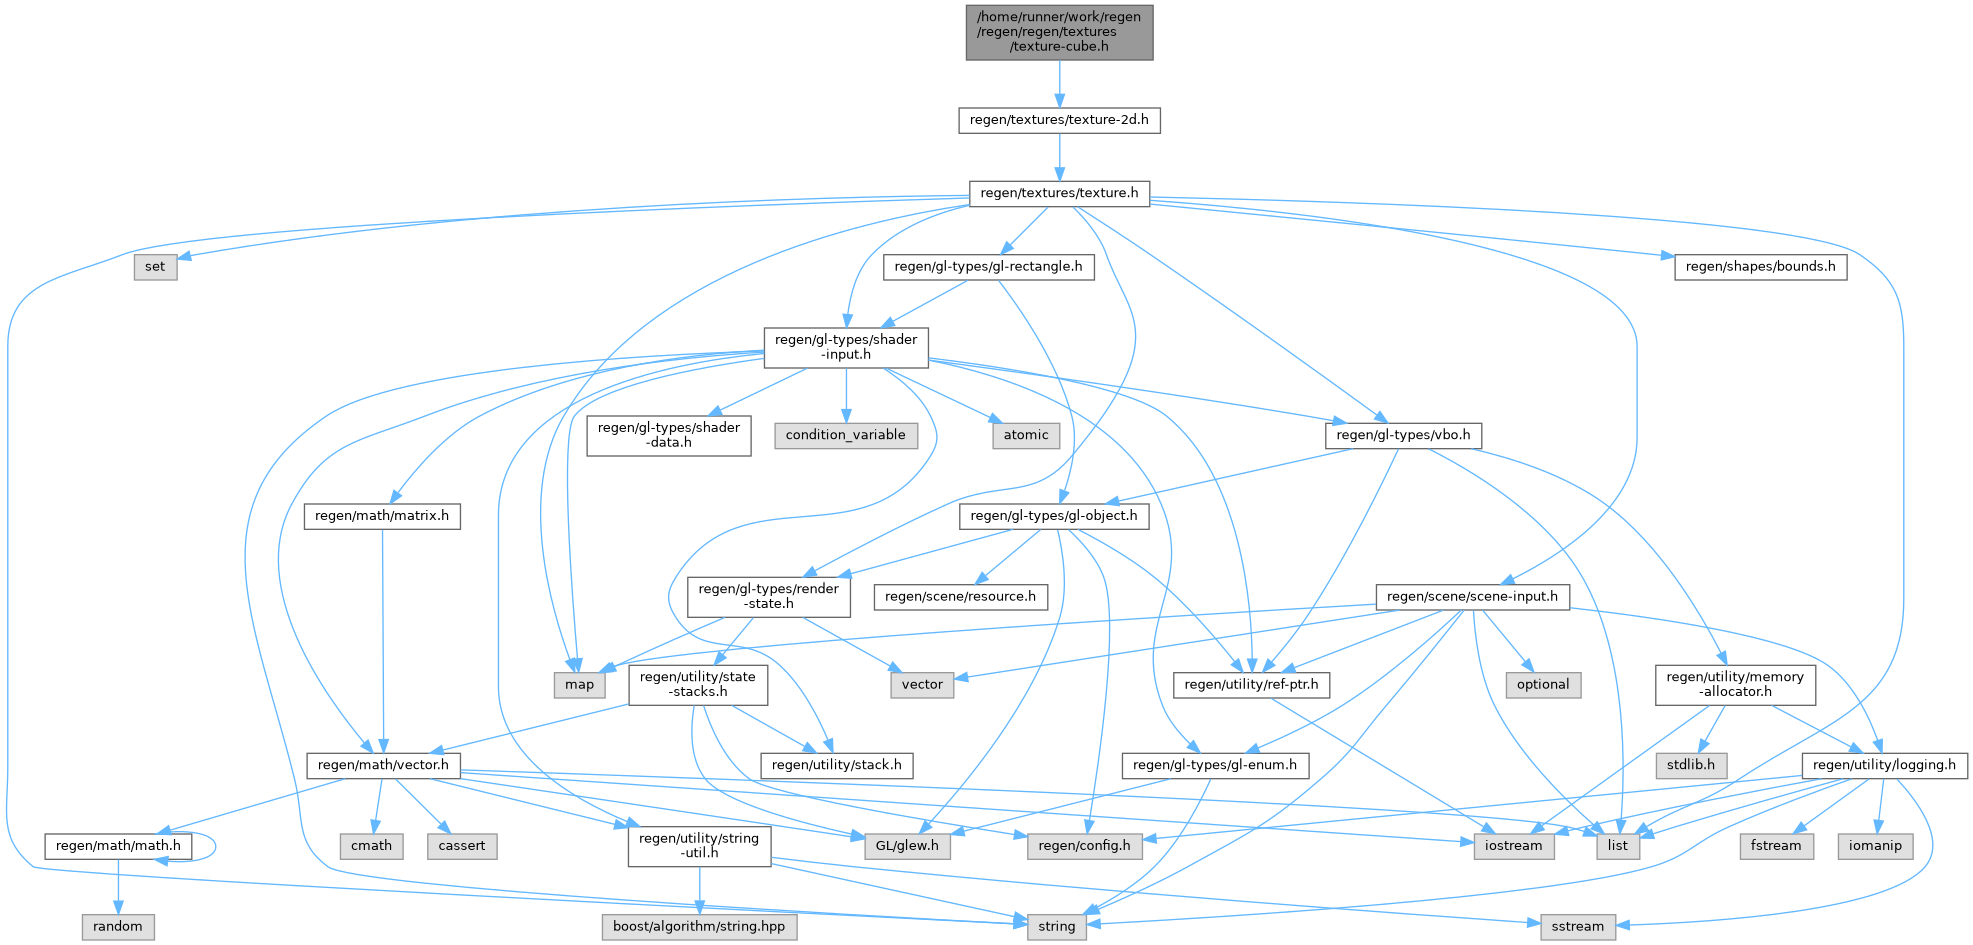 /home/runner/work/regen
/regen/regen/textures
/texture-cube.h
regen/textures/texture-2d.h
regen/textures/texture.h
set
regen/gl-types/gl-rectangle.h
regen/shapes/bounds.h
regen/gl-types/shader
-input.h
regen/gl-types/shader
-data.h
condition_variable
atomic
regen/gl-types/vbo.h
regen/math/matrix.h
regen/gl-types/gl-object.h
regen/gl-types/render
-state.h
regen/scene/resource.h
regen/scene/scene-input.h
map
regen/utility/state
-stacks.h
vector
regen/utility/ref-ptr.h
optional
regen/utility/memory
-allocator.h
regen/math/vector.h
regen/utility/stack.h
regen/gl-types/gl-enum.h
stdlib.h
regen/utility/logging.h
regen/math/math.h
cmath
cassert
regen/utility/string
-util.h
GL/glew.h
regen/config.h
iostream
list
fstream
iomanip
random
boost/algorithm/string.hpp
string
sstream